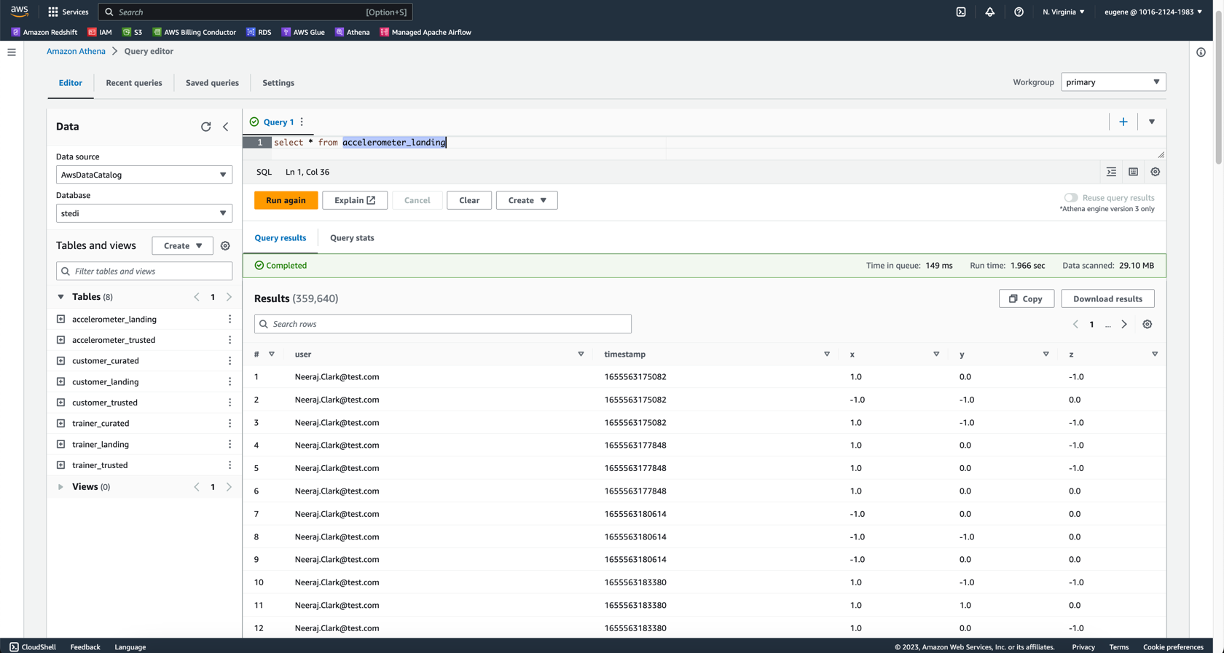 aws Services Search [Option+S] N. Virginia eugene @ 1016-2124-1983
Amazon Redshift IAM S3 AWS Billing Conductor RDS AWS Glue Athena Managed Apache Airflow
Amazon Athena > Query editor
Editor Recent queries Saved queries Settings Workgroup primary
Data
Data source
AwsDataCatalog
Database
stedi
Tables and views Create
Filter tables and views
Tables (8) 1
accelerometer_landing
accelerometer_trusted
customer_curated
customer_landing
customer_trusted
trainer_curated
trainer_landing
trainer_trusted
Views (0) 1
Query 1
1 select * from accelerometer_landing
SQL Ln 1, Col 36
Run again Explain Cancel Clear Create
Reuse query results
*Athena engine version 3 only
Query results Query stats
Completed Time in queue: 149 ms Run time: 1.966 sec Data scanned: 29.10 MB
Results (359,640) Copy Download results
Search rows 1 ...
# user timestamp x y z
1 Neeraj.Clark@test.com 1655563175082 1.0 0.0 -1.0
2 Neeraj.Clark@test.com 1655563175082 -1.0 -1.0 0.0
3 Neeraj.Clark@test.com 1655563175082 1.0 -1.0 -1.0
4 Neeraj.Clark@test.com 1655563177848 1.0 0.0 -1.0
5 Neeraj.Clark@test.com 1655563177848 1.0 0.0 -1.0
6 Neeraj.Clark@test.com 1655563177848 1.0 0.0 0.0
7 Neeraj.Clark@test.com 1655563180614 -1.0 0.0 0.0
8 Neeraj.Clark@test.com 1655563180614 -1.0 -1.0 0.0
9 Neeraj.Clark@test.com 1655563180614 -1.0 0.0 0.0
10 Neeraj.Clark@test.com 1655563183380 1.0 -1.0 -1.0
11 Neeraj.Clark@test.com 1655563183380 1.0 1.0 0.0
12 Neeraj.Clark@test.com 1655563183380 1.0 0.0 -1.0
CloudShell Feedback Language © 2023, Amazon Web Services, Inc. or its affiliates. Privacy Terms Cookie preferences